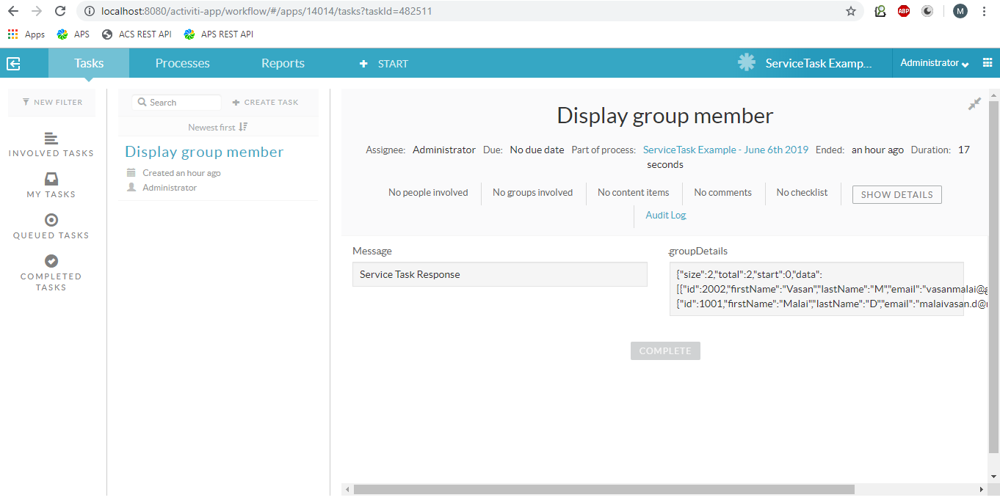 localhost:8080/activiti-app/workflow/#/apps/14014/tasks?taskId=482511
ABP
M
Apps APS ACS REST API APS REST API
Tasks Processes Reports + START ServiceTask Examp... Administrator
NEW FILTER
INVOLVED TASKS
MY TASKS
QUEUED TASKS
COMPLETED
TASKS
Search + CREATE TASK
Newest first
Display group member
Created an hour ago
Administrator
Display group member
Assignee: Administrator Due: No due date Part of process: ServiceTask Example - June 6th 2019 Ended: an hour ago Duration: 17
seconds
No people involved No groups involved No content items No comments No checklist SHOW DETAILS
Audit Log
Message
Service Task Response
groupDetails
{"size":2,"total":2,"start":0,"data":
[{"id":2002,"firstName":"Vasan","lastName":"M","email":"vasanmalai@g
{"id":1001,"firstName":"Malai","lastName":"D","email":"malaivasan.d@
COMPLETE